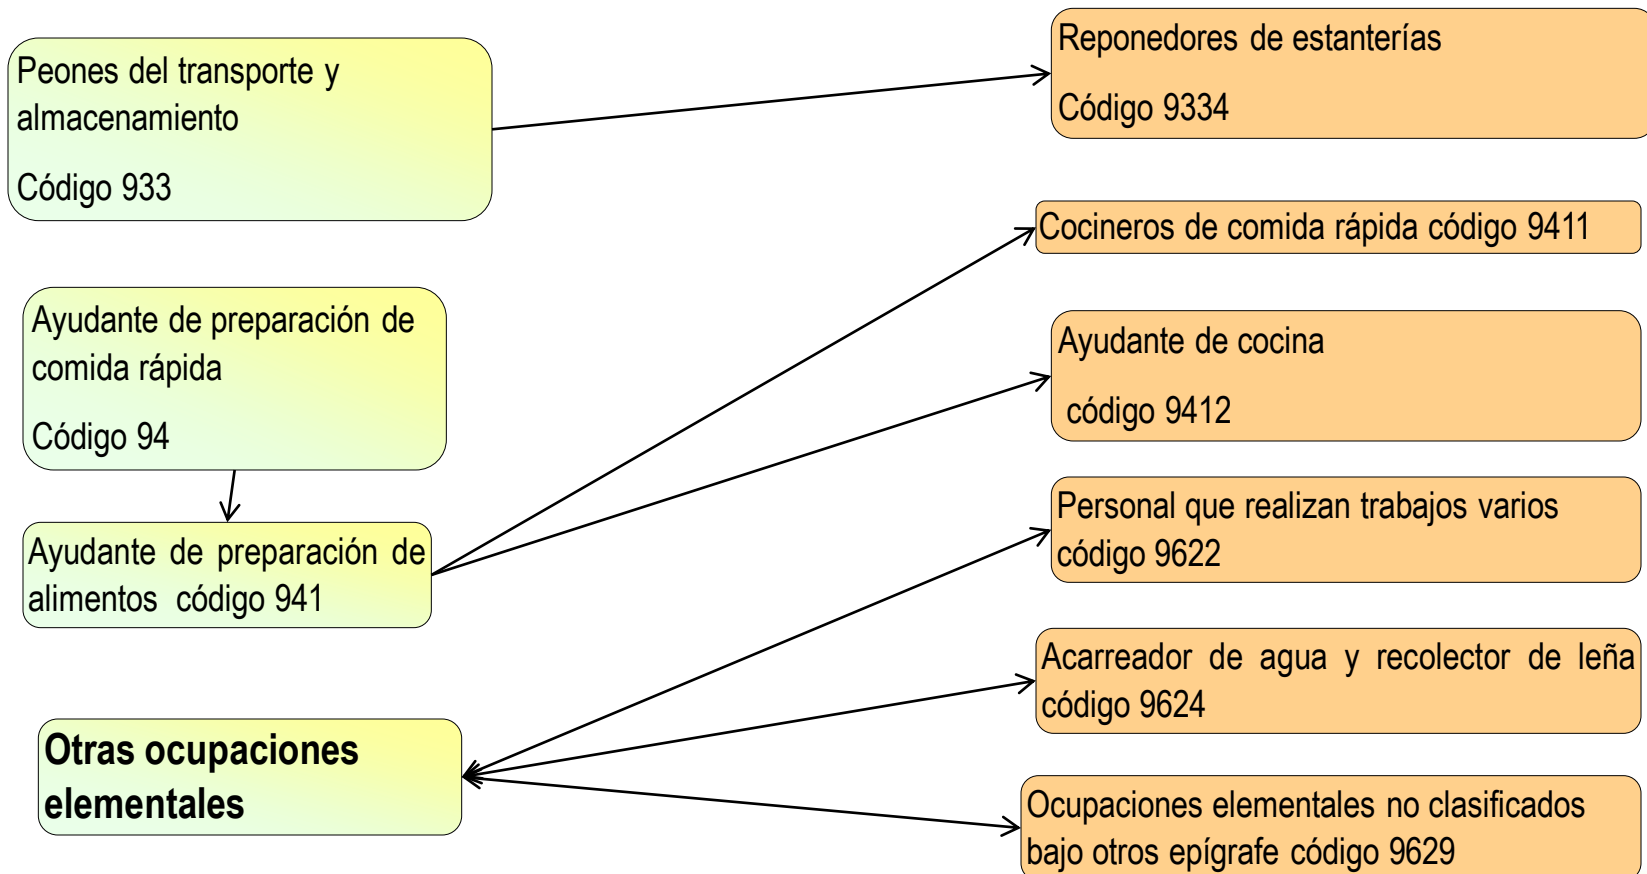 Peones del transporte y
almacenamiento
Código 933
Reponedores de estanterías
Código 9334
Cocineros de comida rápida código 9411
Ayudante de preparación de
comida rápida
Código 94
Ayudante de cocina
código 9412
Ayudante de preparación de
alimentos código 941
Personal que realizan trabajos varios
código 9622
Acarreador de agua y recolector de leña
código 9624
Otras ocupaciones
elementales
Ocupaciones elementales no clasificados
bajo otros epígrafe código 9629